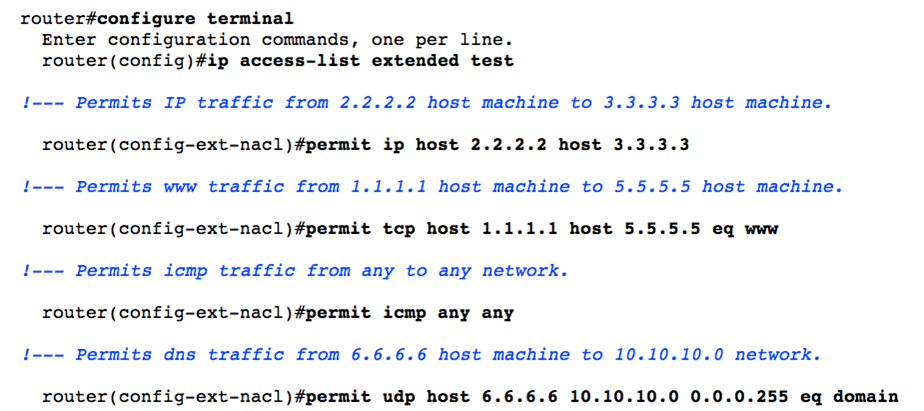 router#configure terminal
Enter configuration commands, one per line.
router(config)#ip access-list extended test
!--- Permits IP traffic from 2.2.2.2 host machine to 3.3.3.3 host machine.
router(config-ext-nacl)#permit ip host 2.2.2.2 host 3.3.3.3
!--- Permits www traffic from 1.1.1.1 host machine to 5.5.5.5 host machine.
router(config-ext-nacl)#permit tcp host 1.1.1.1 host 5.5.5.5 eq www
!--- Permits icmp traffic from any to any network.
router(config-ext-nacl)#permit icmp any any
!--- Permits dns traffic from 6.6.6.6 host machine to 10.10.10.0 network.
router(config-ext-nacl)#permit udp host 6.6.6.6 10.10.10.0 0.0.0.255 eq domain